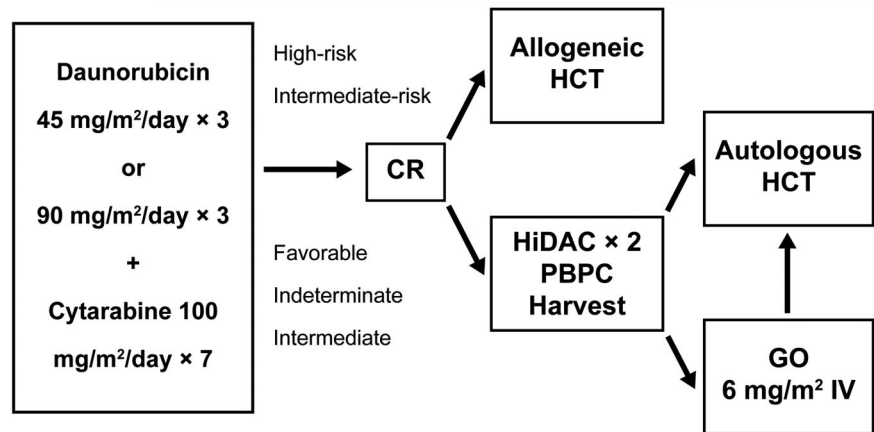 Daunorubicin
45 mg/m²/day × 3
or
90 mg/m²/day × 3
+
Cytarabine 100
mg/m²/day × 7
High-risk
Intermediate-risk
CR
Favorable
Indeterminate
Intermediate
Allogeneic
HCT
HiDAC × 2
PBPC
Harvest
Autologous
HCT
GO
6 mg/m² IV